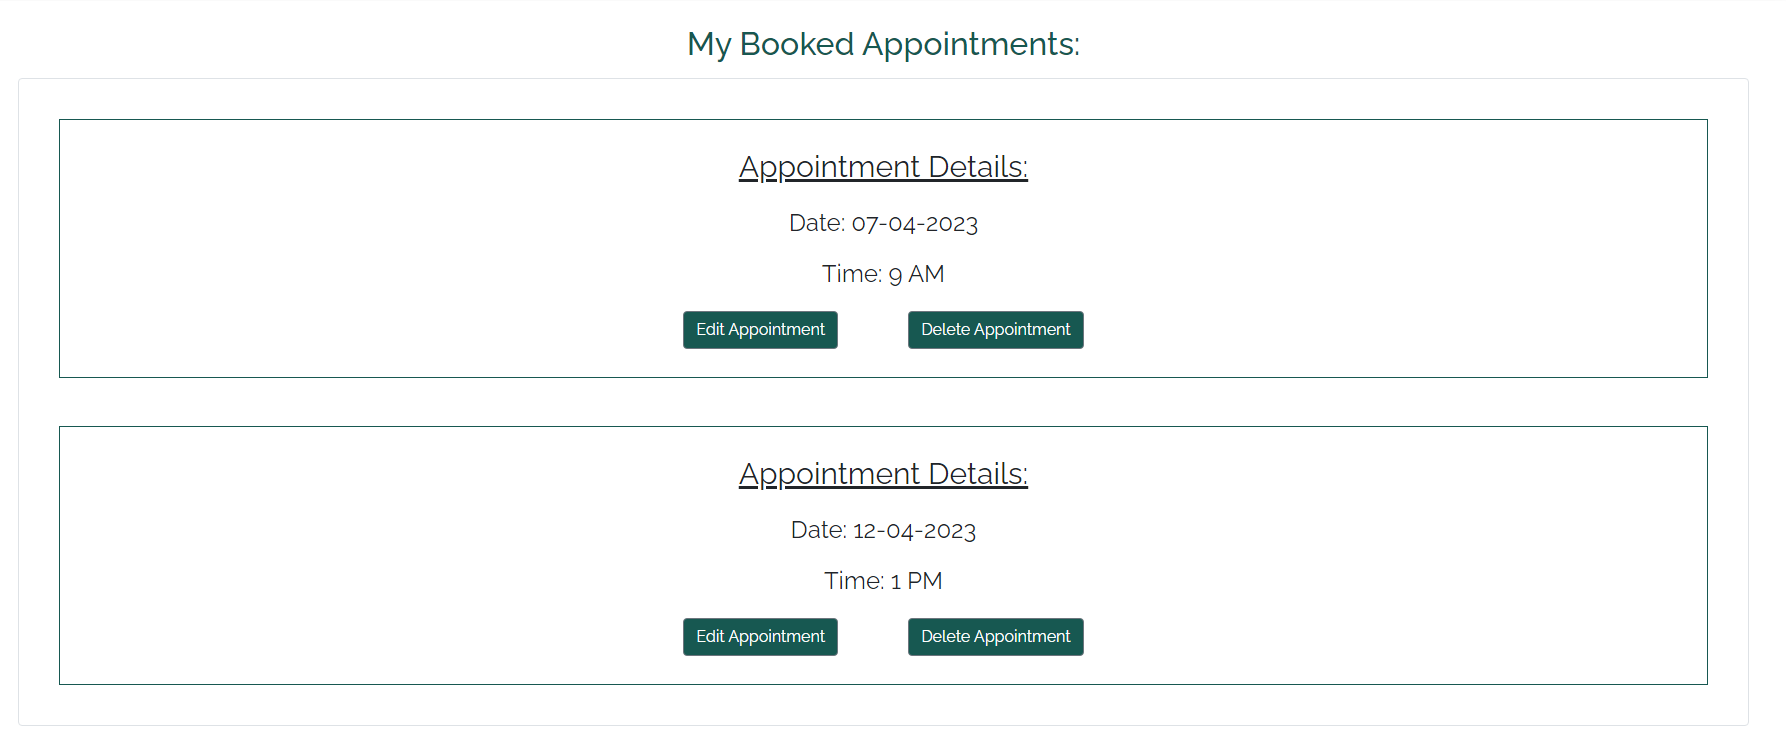 My Booked Appointments:
Appointment Details:
Date: 07-04-2023
Time: 9 AM
Edit Appointment Delete Appointment
Appointment Details:
Date: 12-04-2023
Time: 1 PM
Edit Appointment Delete Appointment